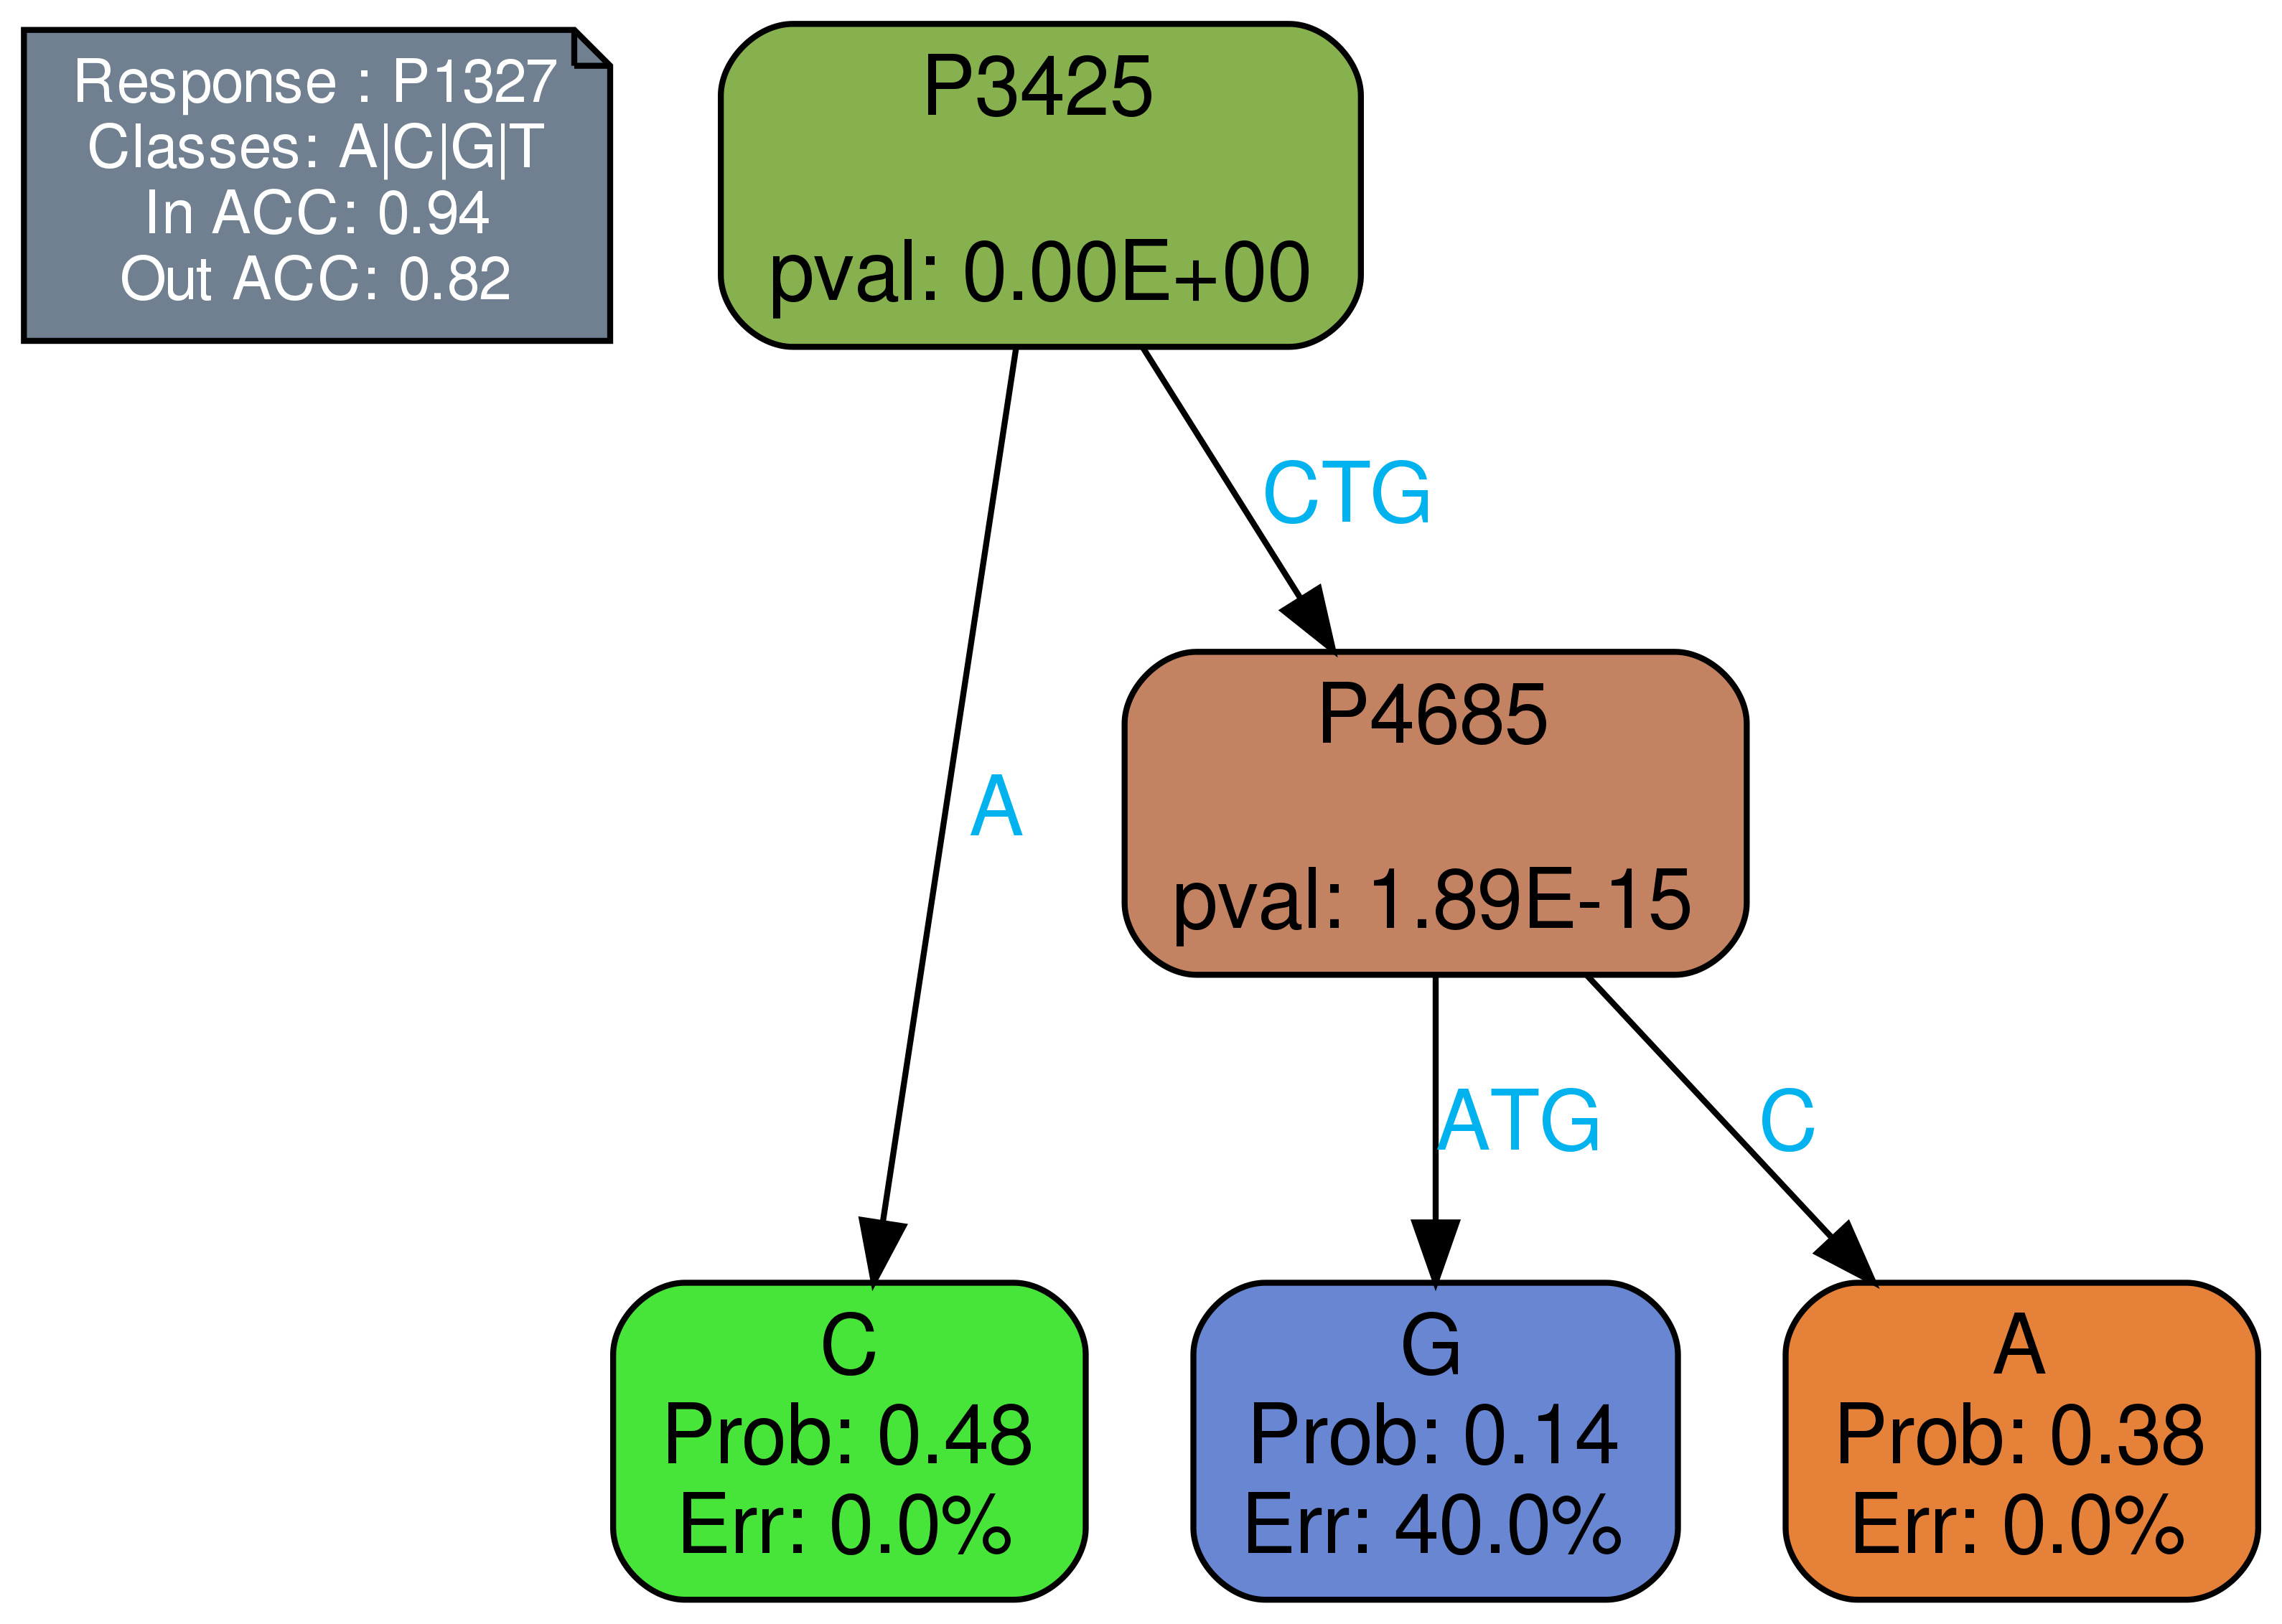 Response : P1327
Classes: A|C|G|T
In ACC: 0.94
Out ACC: 0.82
P3425
pval: 0.00E+00
CTG
P4685
pval: 1.89E-15
A
ATG
C
C
Prob: 0.48
Err: 0.0%
G
Prob: 0.14
Err: 40.0%
A
Prob: 0.38
Err: 0.0%